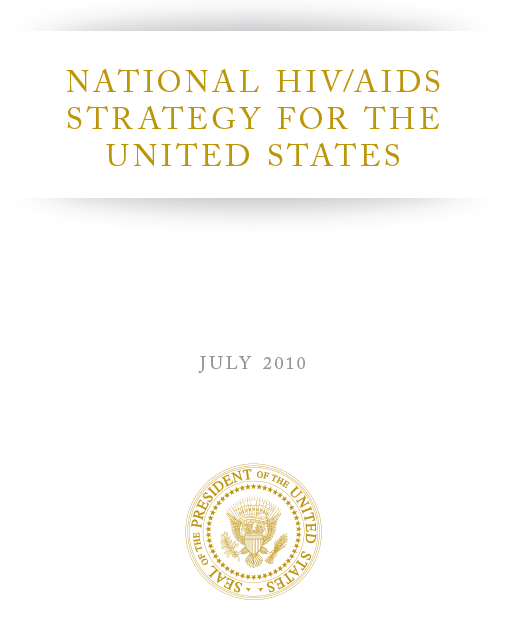 NATIONAL HIV/AIDS
STRATEGY FOR THE
UNITED STATES
JULY 2010
SEAL OF THE PRESIDENT OF THE UNITED STATES